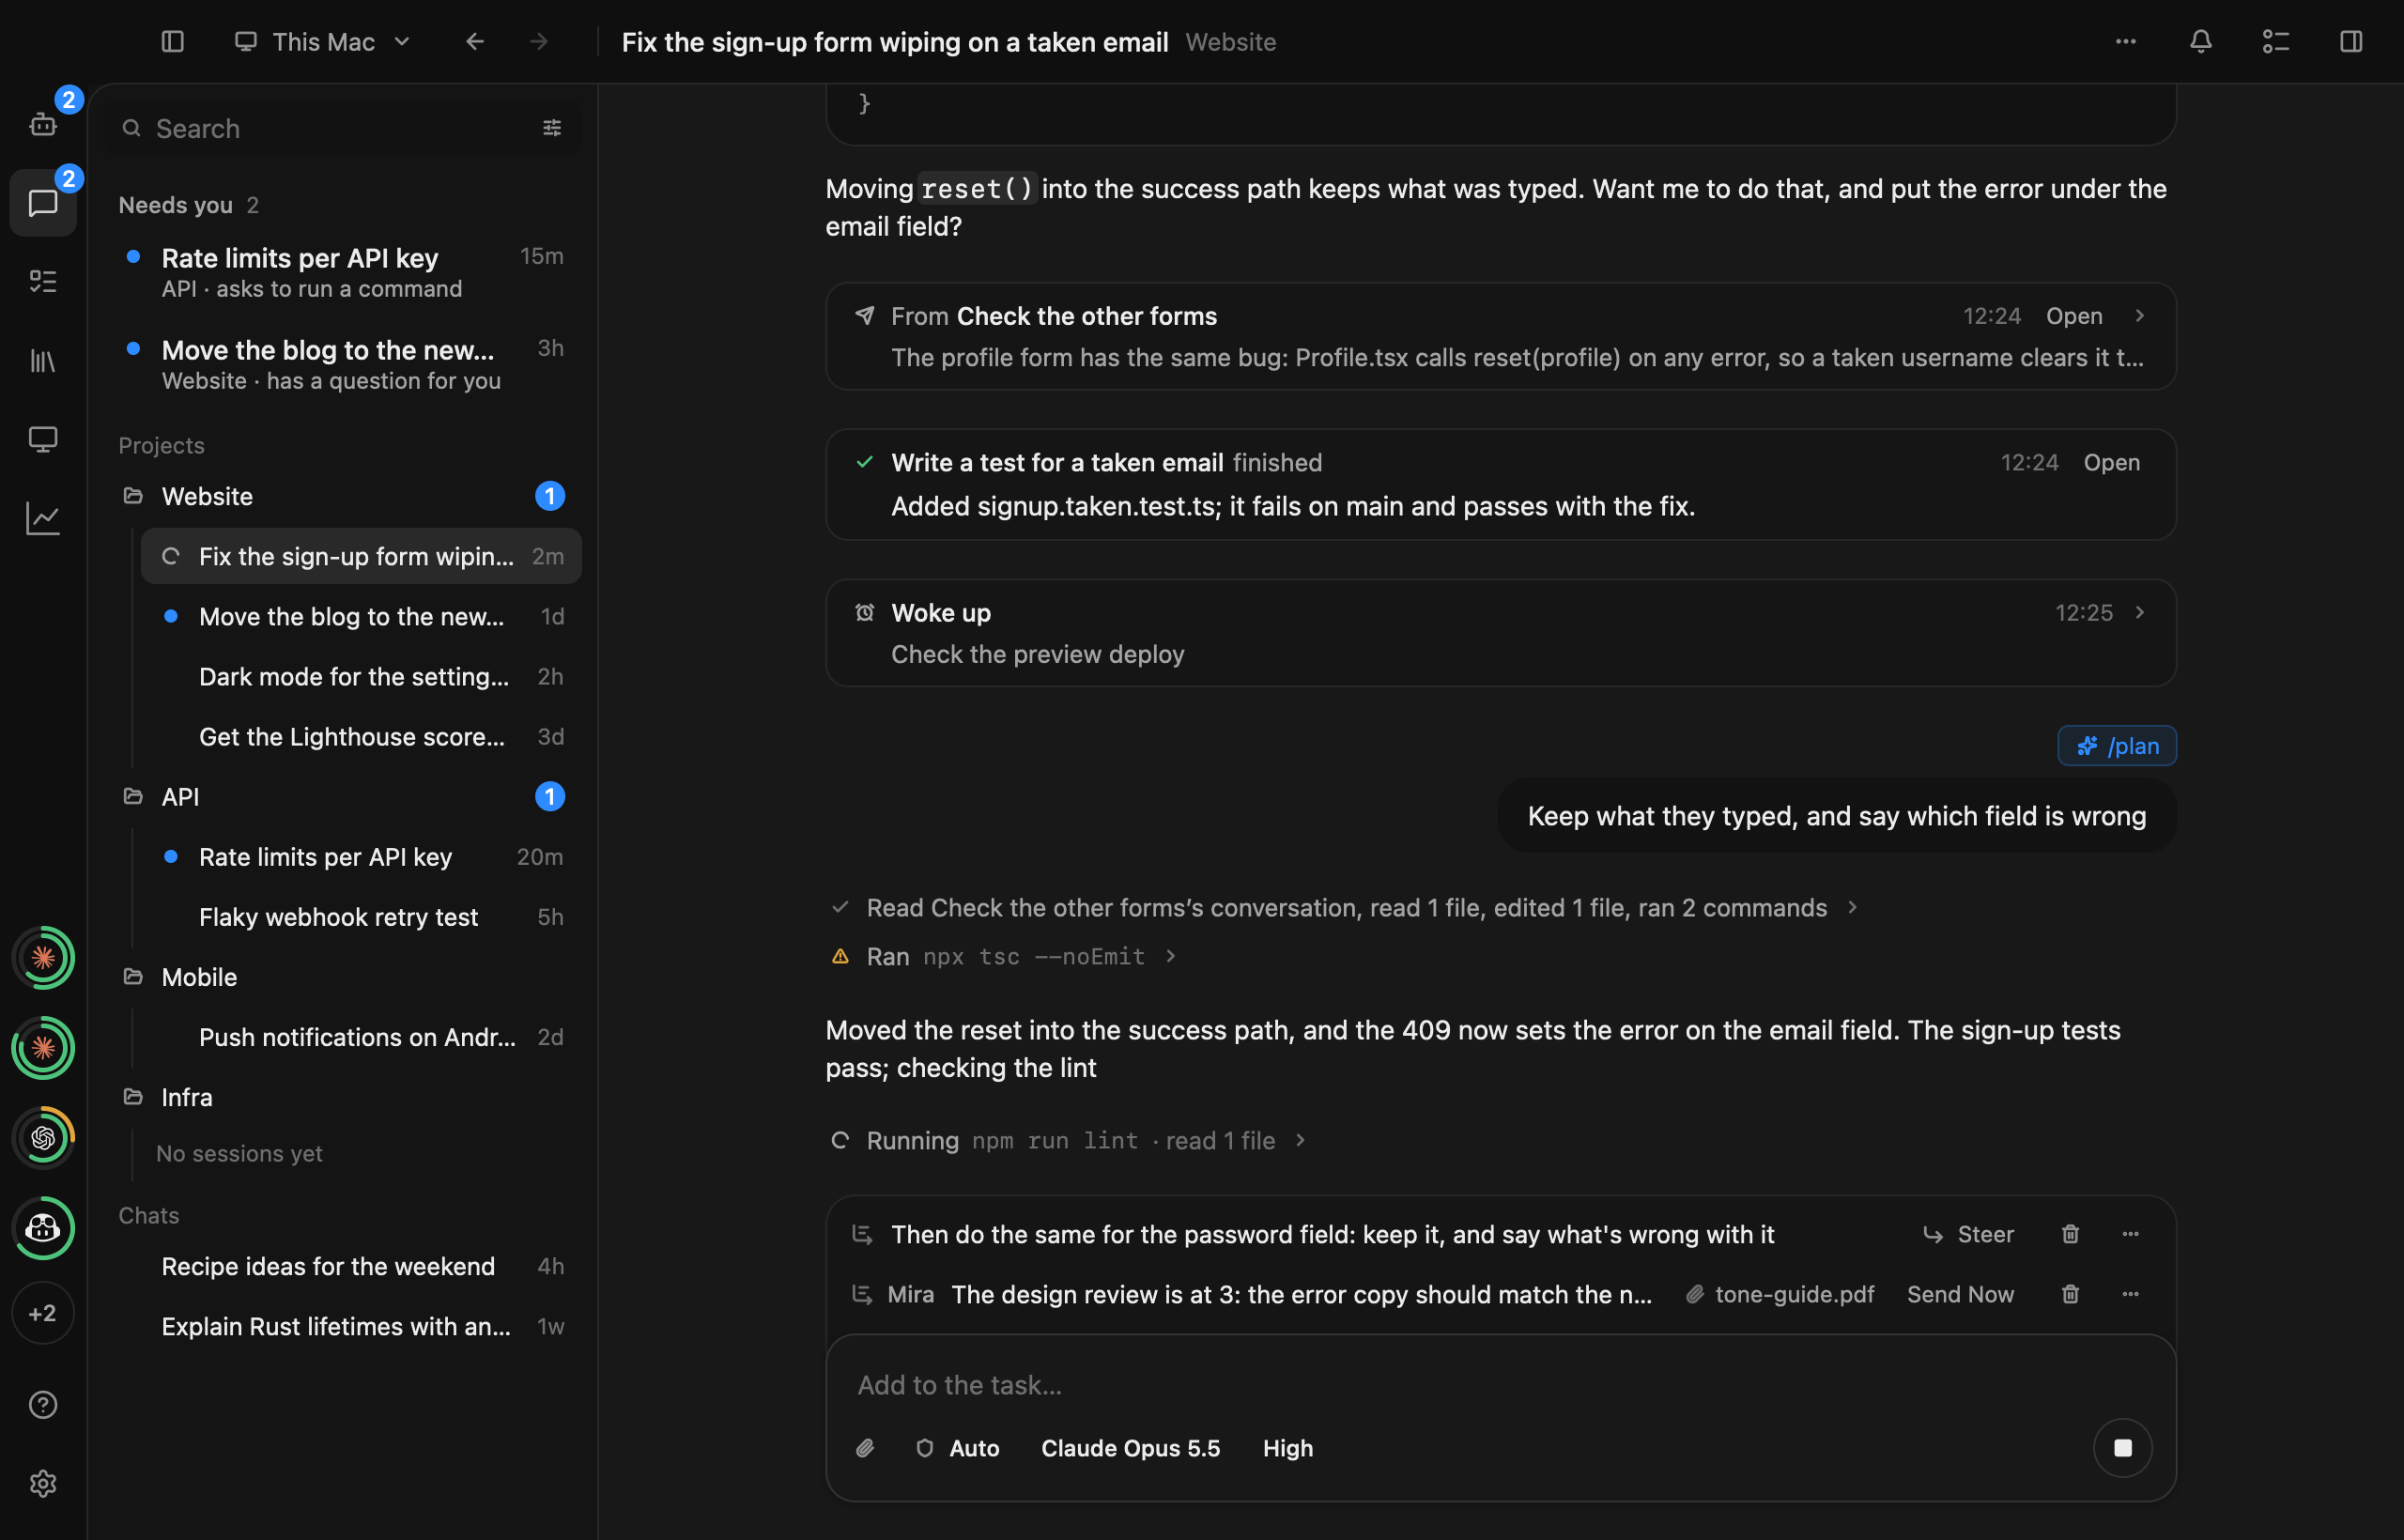 This Mac
Fix the sign-up form wiping on a taken email Website
2
2
Search
Needs you 2
Rate limits per API key 15m
API · asks to run a command
Move the blog to the new... 3h
Website · has a question for you
Projects
Website 1
Fix the sign-up form wipin... 2m
Move the blog to the new... 1d
Dark mode for the setting... 2h
Get the Lighthouse score... 3d
API 1
Rate limits per API key 20m
Flaky webhook retry test 5h
Mobile
Push notifications on Andr... 2d
Infra
No sessions yet
Chats
Recipe ideas for the weekend 4h
Explain Rust lifetimes with an... 1w
+2
}
Moving reset() into the success path keeps what was typed. Want me to do that, and put the error under the
email field?
From Check the other forms 12:24 Open
The profile form has the same bug: Profile.tsx calls reset(profile) on any error, so a taken username clears it t...
Write a test for a taken email finished 12:24 Open
Added signup.taken.test.ts; it fails on main and passes with the fix.
Woke up 12:25
Check the preview deploy
/plan
Keep what they typed, and say which field is wrong
Read Check the other forms’s conversation, read 1 file, edited 1 file, ran 2 commands
Ran npx tsc --noEmit
Moved the reset into the success path, and the 409 now sets the error on the email field. The sign-up tests
pass; checking the lint
Running npm run lint · read 1 file
Then do the same for the password field: keep it, and say what's wrong with it Steer
Mira The design review is at 3: the error copy should match the n... tone-guide.pdf Send Now
Add to the task...
Auto Claude Opus 5.5 High